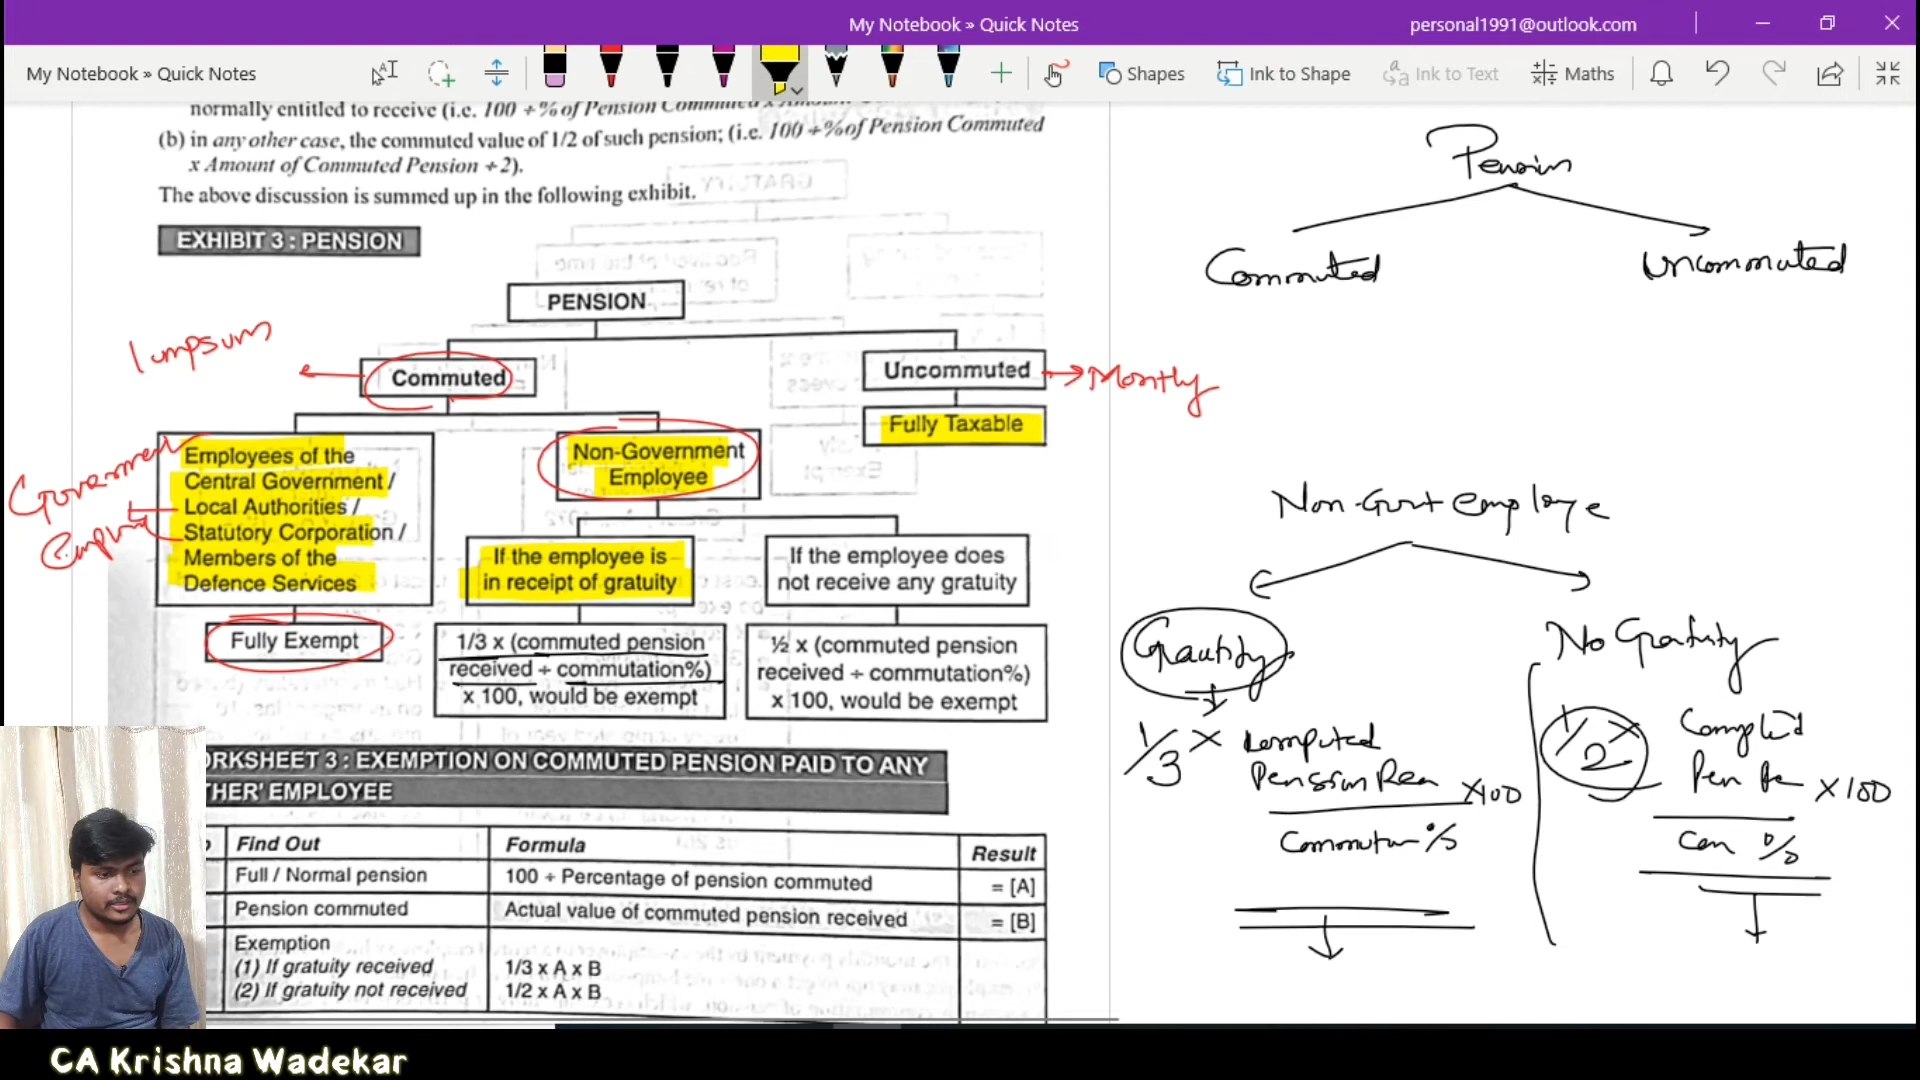 My Notebook » Quick Notes
personal1991@outlook.com
My Notebook » Quick Notes
Shapes
Ink to Shape
Ink to Text
Maths
normally entitled to receive (i.e. 100 ÷ % of Pension Commuted x
(b) in any other case, the commuted value of 1/2 of such pension; (i.e. 100 ÷ % of Pension Commuted
x Amount of Commuted Pension ÷ 2).
The above discussion is summed up in the following exhibit.
EXHIBIT 3 : PENSION
PENSION
Commuted
Uncommuted
Fully Taxable
Employees of the
Central Government /
Local Authorities /
Statutory Corporation /
Members of the
Defence Services
Fully Exempt
Non-Government
Employee
If the employee is
in receipt of gratuity
1/3 x (commuted pension
received ÷ commutation%)
x 100, would be exempt
If the employee does
not receive any gratuity
½ x (commuted pension
received ÷ commutation%)
x 100, would be exempt
lumpsum
Montly
Government
ORKSHEET 3 : EXEMPTION ON COMMUTED PENSION PAID TO ANY
THER' EMPLOYEE
Find Out Formula Result
Full / Normal pension 100 ÷ Percentage of pension commuted = [A]
Pension commuted Actual value of commuted pension received = [B]
Exemption
(1) If gratuity received 1/3 x A x B
(2) If gratuity not received 1/2 x A x B
Pension
Commuted
Uncommuted
Non-Govt employee
Gratuity
No Gratuity
1/3 x
Pension Rec x100
1/2 x
x100
CA Krishna Wadekar